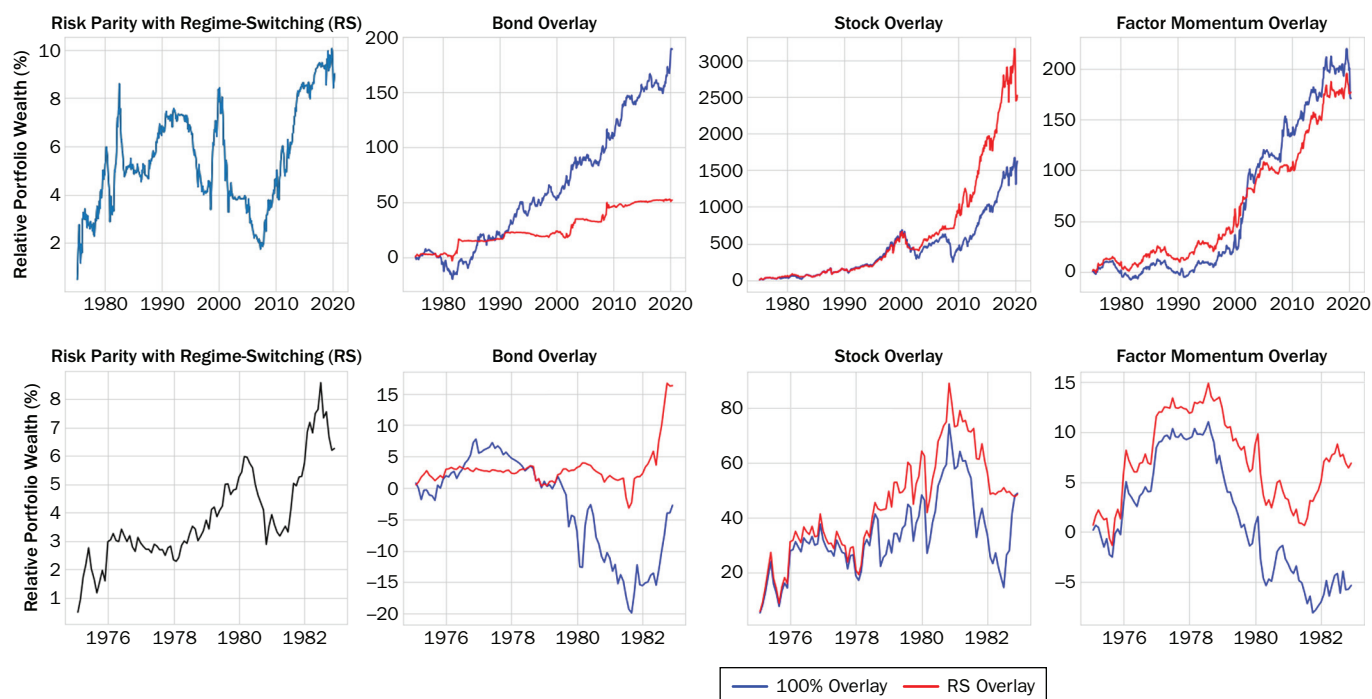 Risk Parity with Regime-Switching (RS)
Bond Overlay
Stock Overlay
Factor Momentum Overlay
Relative Portfolio Wealth (%)
10
8
6
4
2
1980 1990 2000 2010 2020
200
150
100
50
0
1980 1990 2000 2010 2020
3000
2500
2000
1500
1000
500
0
1980 1990 2000 2010 2020
200
150
100
50
0
1980 1990 2000 2010 2020
Risk Parity with Regime-Switching (RS)
Bond Overlay
Stock Overlay
Factor Momentum Overlay
Relative Portfolio Wealth (%)
8
7
6
5
4
3
2
1
1976 1978 1980 1982
15
10
5
0
−5
−10
−15
−20
1976 1978 1980 1982
80
60
40
20
1976 1978 1980 1982
15
10
5
0
−5
1976 1978 1980 1982
100% Overlay RS Overlay